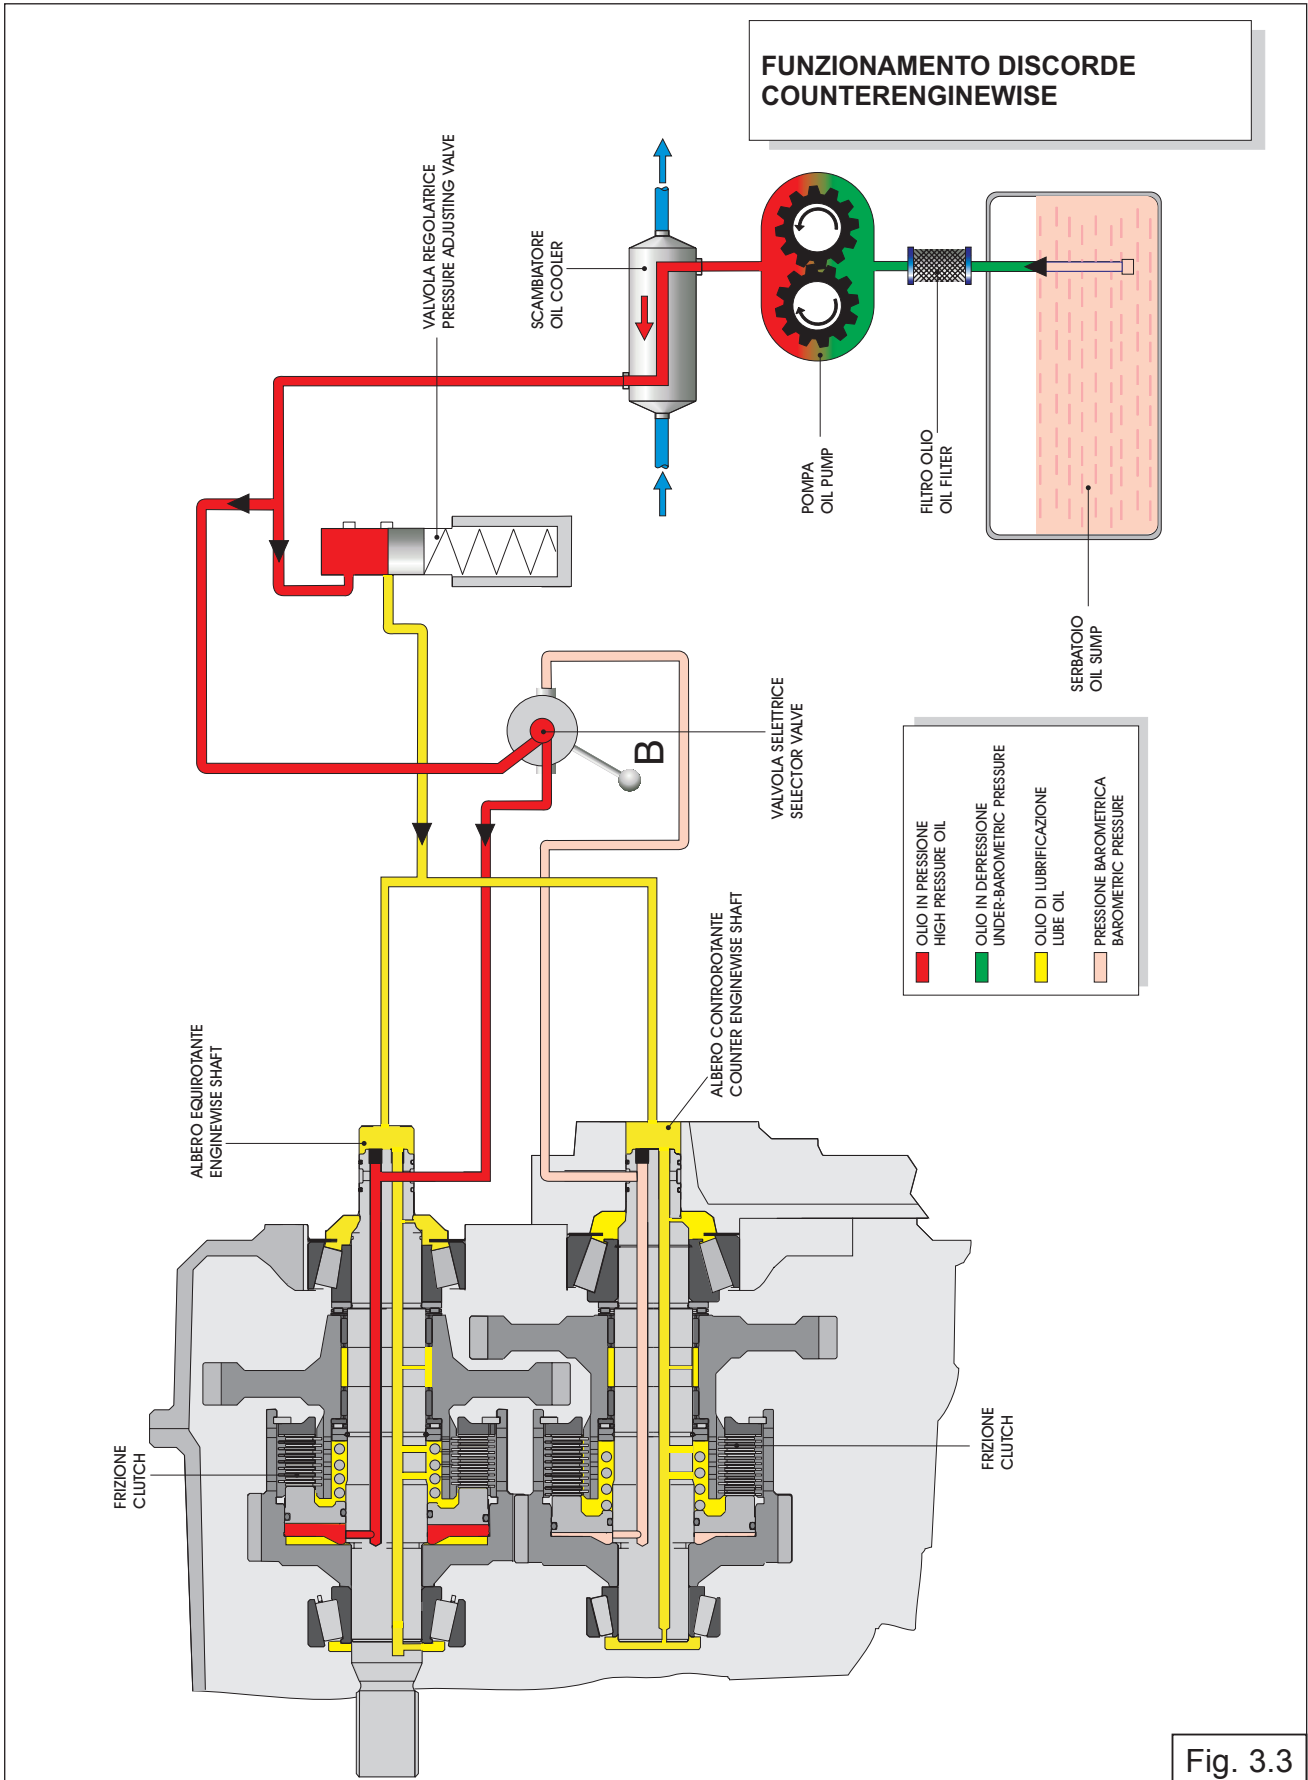 FUNZIONAMENTO DISCORDE
COUNTERENGINEWISE
VALVOLA REGOLATRICE
PRESSURE ADJUSTING VALVE
SCAMBIATORE
OIL COOLER
POMPA
OIL PUMP
FILTRO OLIO
OIL FILTER
SERBATOIO
OIL SUMP
B
VALVOLA SELETTRICE
SELECTOR VALVE
OLIO IN PRESSIONE
HIGH PRESSURE OIL
OLIO IN DEPRESSIONE
UNDER-BAROMETRIC PRESSURE
OLIO DI LUBRIFICAZIONE
LUBE OIL
PRESSIONE BAROMETRICA
BAROMETRIC PRESSURE
ALBERO EQUIROTANTE
ENGINEWISE SHAFT
ALBERO CONTROROTANTE
COUNTER ENGINEWISE SHAFT
FRIZIONE
CLUTCH
FRIZIONE
CLUTCH
Fig. 3.3